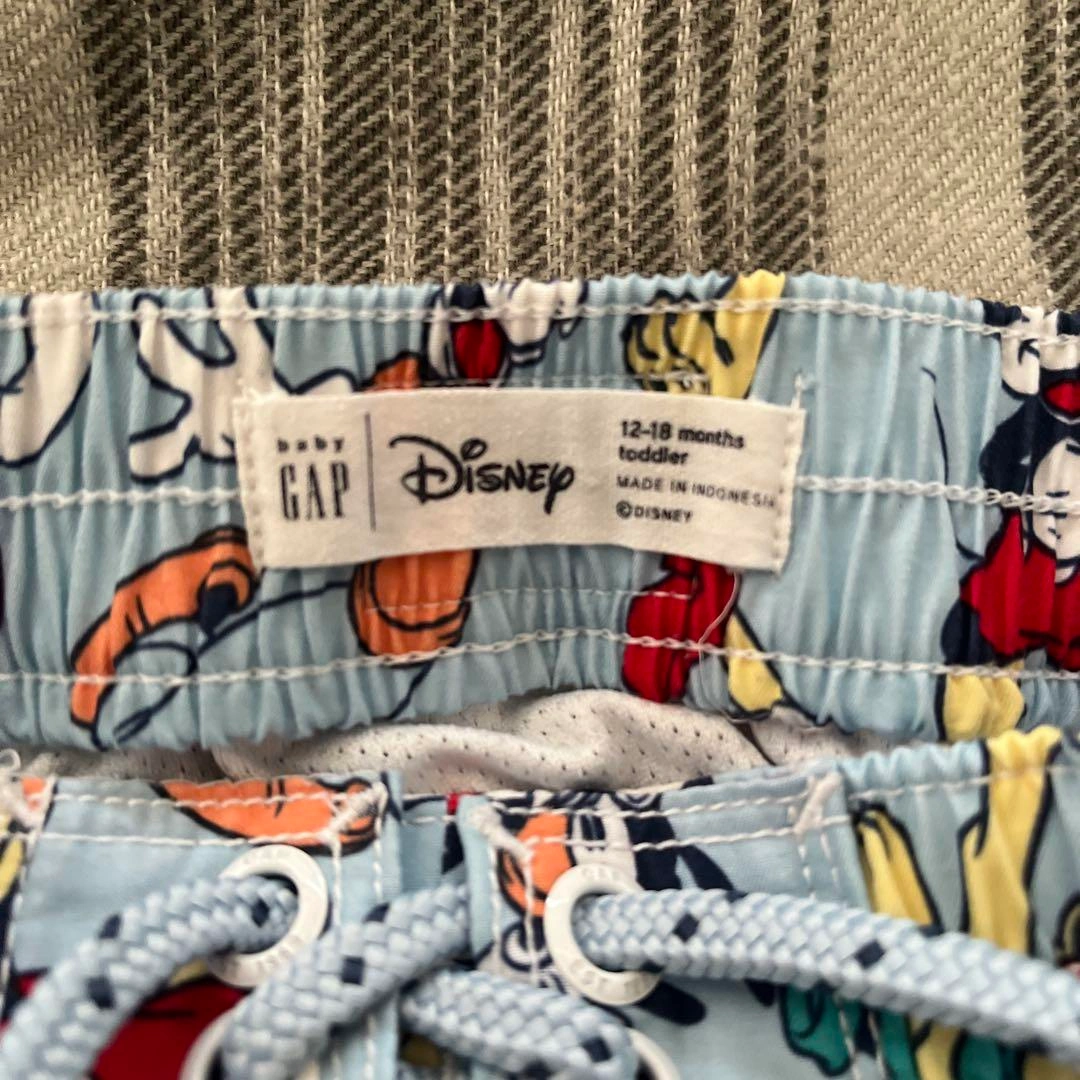 baby
GAP
Disney
12-18 months
toddler
MADE IN INDONESIA
©DISNEY